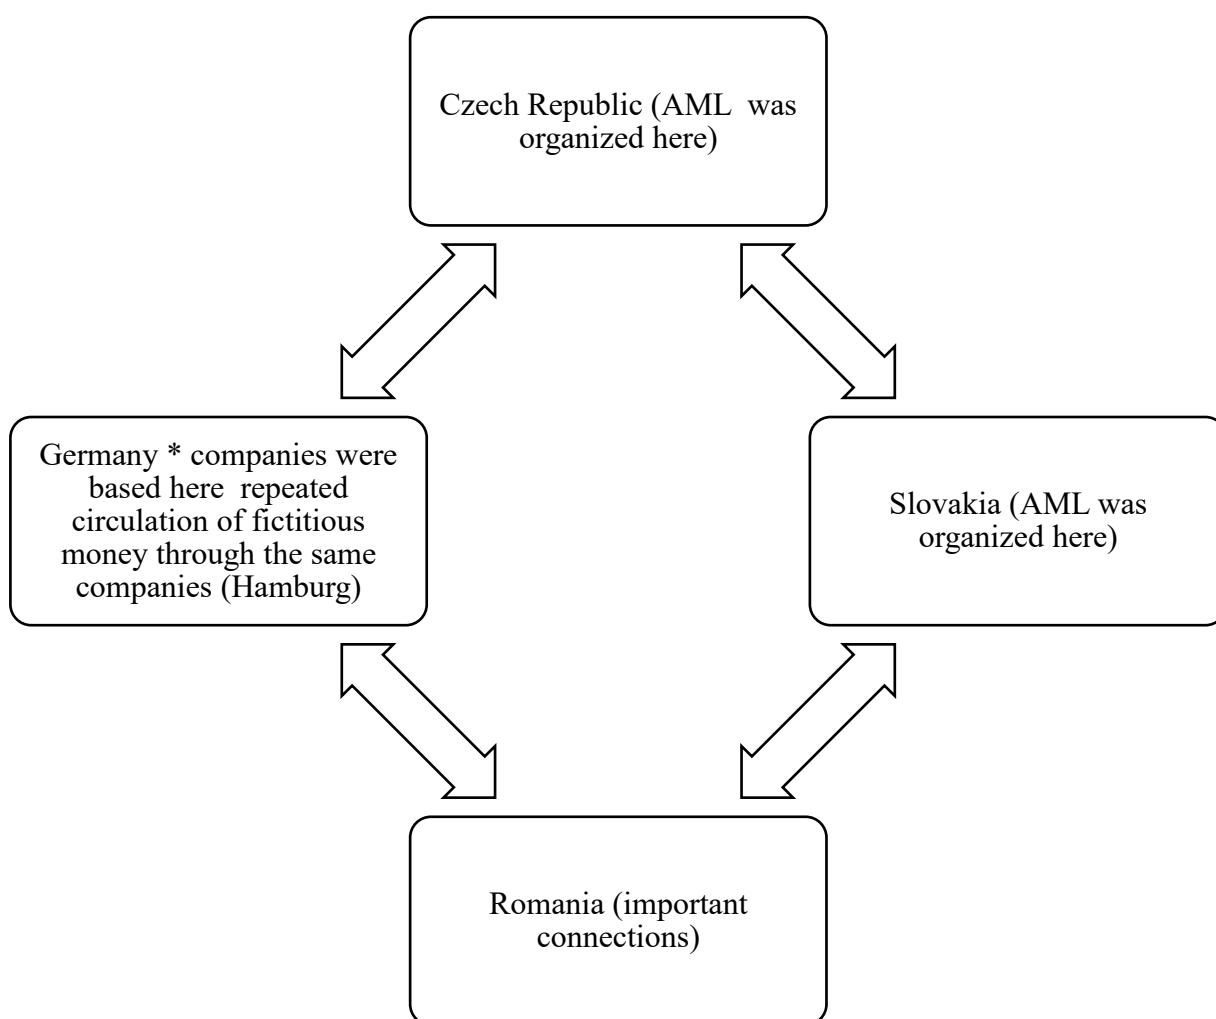 Czech Republic (AML  was
organized here)
Germany * companies were
based here  repeated
circulation of fictitious
money through the same
companies (Hamburg)
Slovakia (AML was
organized here)
Romania (important
connections)